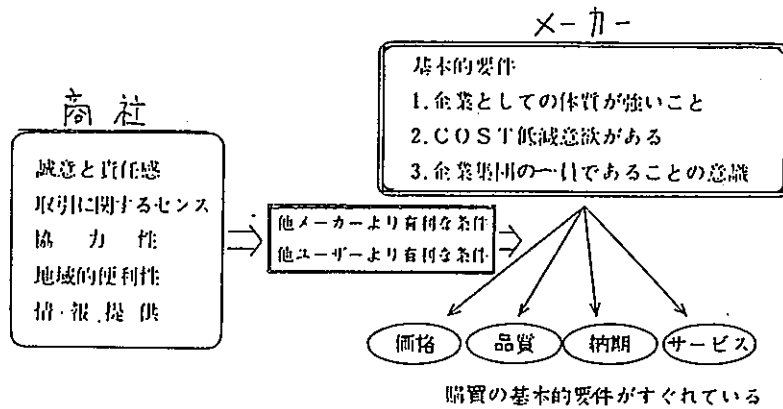 商社
誠意と責任感
取引に関するセンス
協力性
地域的便利性
情・報提供
他メーカーより有利な条件
他ユーザーより有利な条件
メーカー
基本的要件
1.企業としての体質が強いこと
2.COST低減意欲がある
3.企業集団の一員であることの意識
価格
品質
納期
サービス
購買の基本的要件がすぐれている